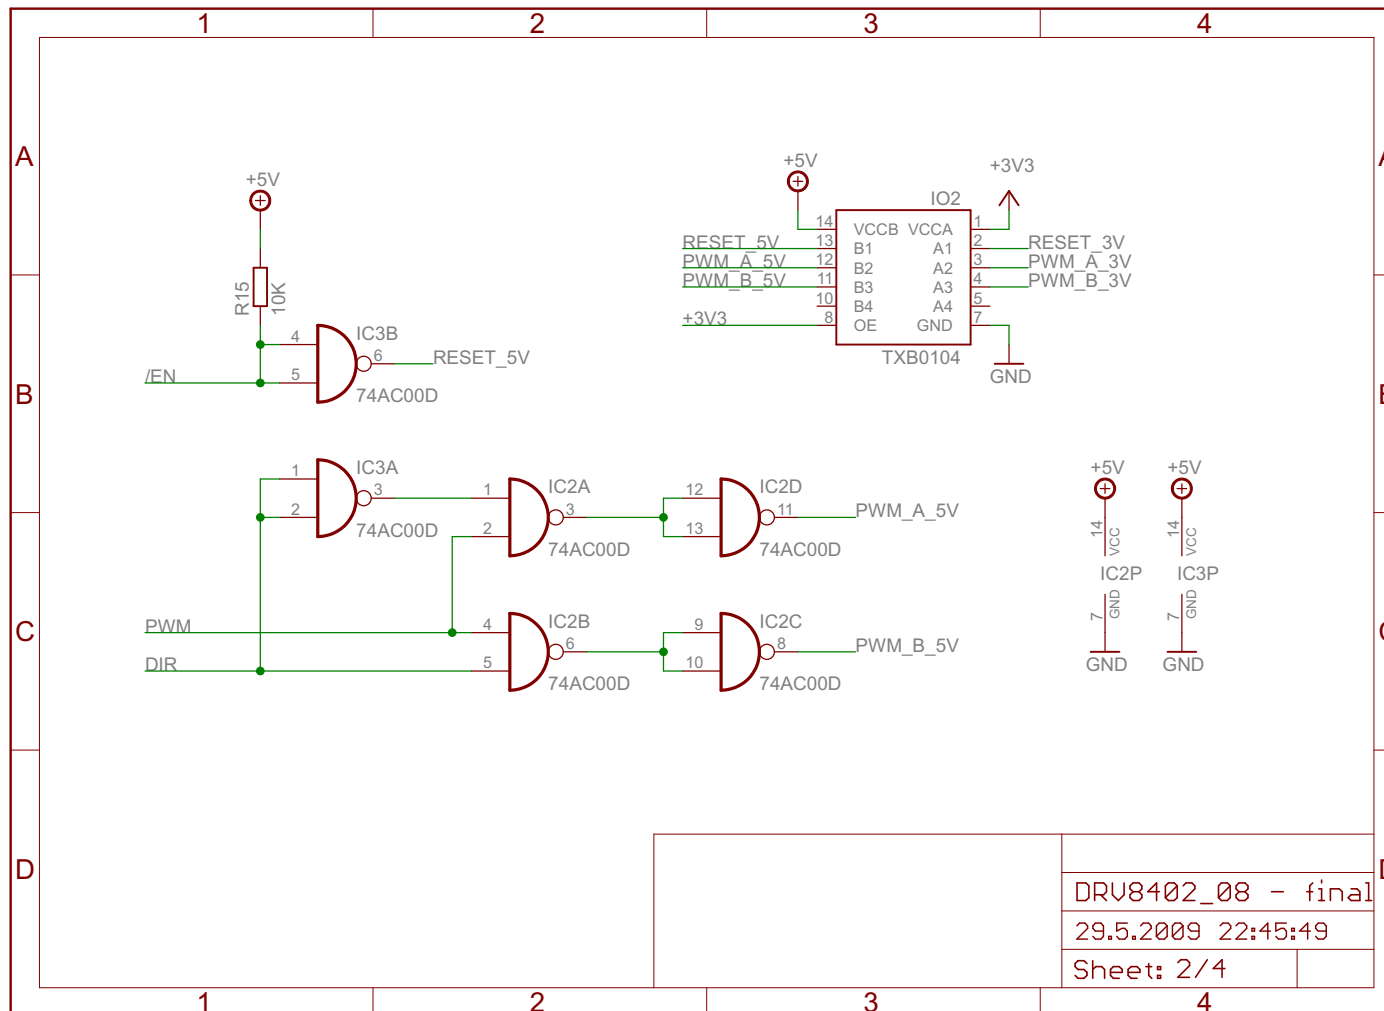 1 2 3 4
A A
+5V
R15
10K
/EN
4
5
IC3B
6
RESET_5V
74AC00D
+5V
+3V3
IO2
14 VCCB VCCA 1
RESET_5V 13 B1 A1 2 RESET_3V
PWM_A_5V 12 B2 A2 3 PWM_A_3V
PWM_B_5V 11 B3 A3 4 PWM_B_3V
10 B4 A4 5
+3V3 8 OE GND 7
TXB0104
GND
B B
1
2
IC3A
3
74AC00D
1
2
IC2A
3
74AC00D
12
13
IC2D
11
PWM_A_5V
74AC00D
+5V +5V
14 VCC 14 VCC
IC2P IC3P
7 GND 7 GND
GND GND
C C
PWM
DIR
4
5
IC2B
6
74AC00D
9
10
IC2C
8
PWM_B_5V
74AC00D
D D
DRV8402_08 - final
29.5.2009 22:45:49
Sheet: 2/4
1 2 3 4